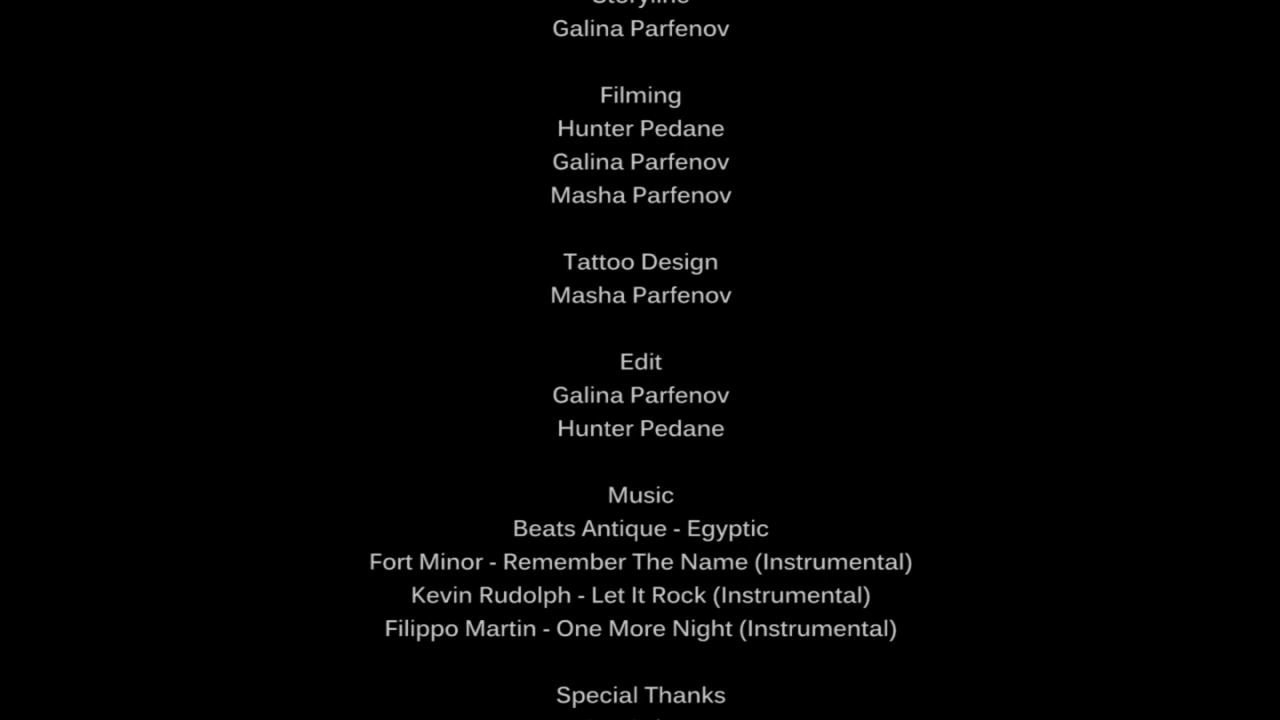 Storyline
Galina Parfenov
Filming
Hunter Pedane
Galina Parfenov
Masha Parfenov
Tattoo Design
Masha Parfenov
Edit
Galina Parfenov
Hunter Pedane
Music
Beats Antique - Egyptic
Fort Minor - Remember The Name (Instrumental)
Kevin Rudolph - Let It Rock (Instrumental)
Filippo Martin - One More Night (Instrumental)
Special Thanks